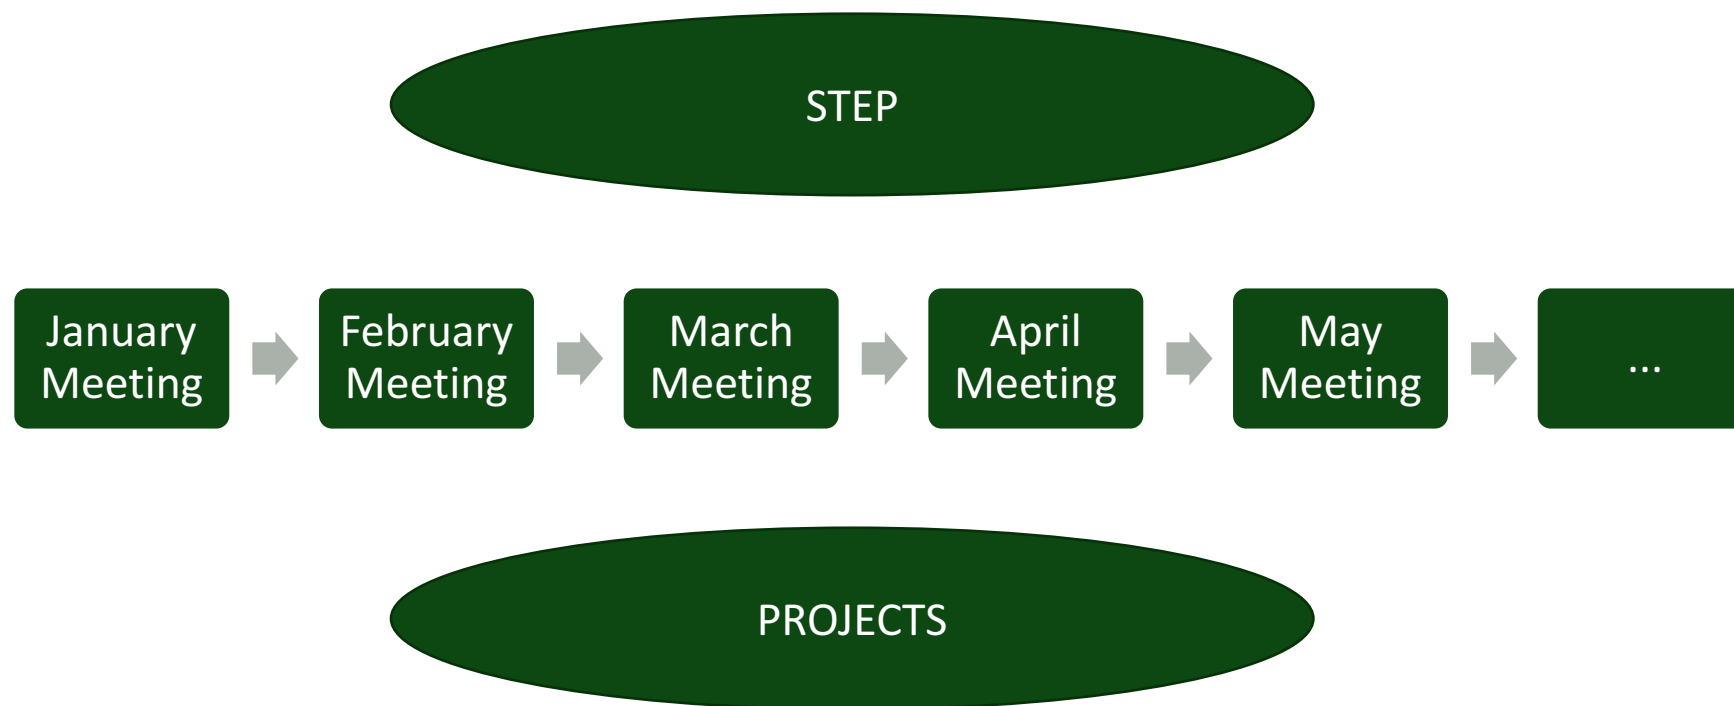 STEP
January
Meeting
February
Meeting
March
Meeting
April
Meeting
May
Meeting
...
PROJECTS